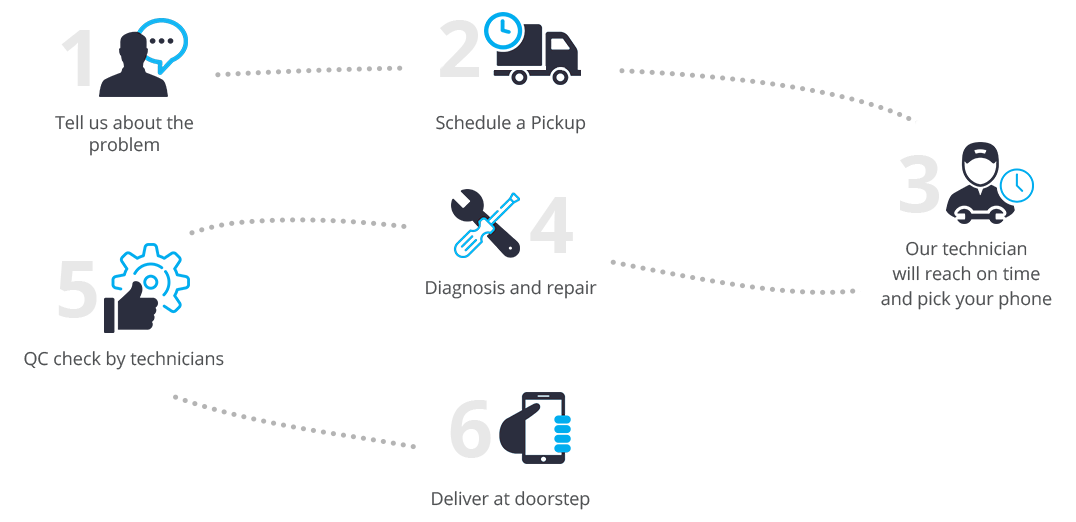 1
Tell us about the
problem
2
Schedule a Pickup
3
Our technician
will reach on time
and pick your phone
4
Diagnosis and repair
5
QC check by technicians
6
Deliver at doorstep